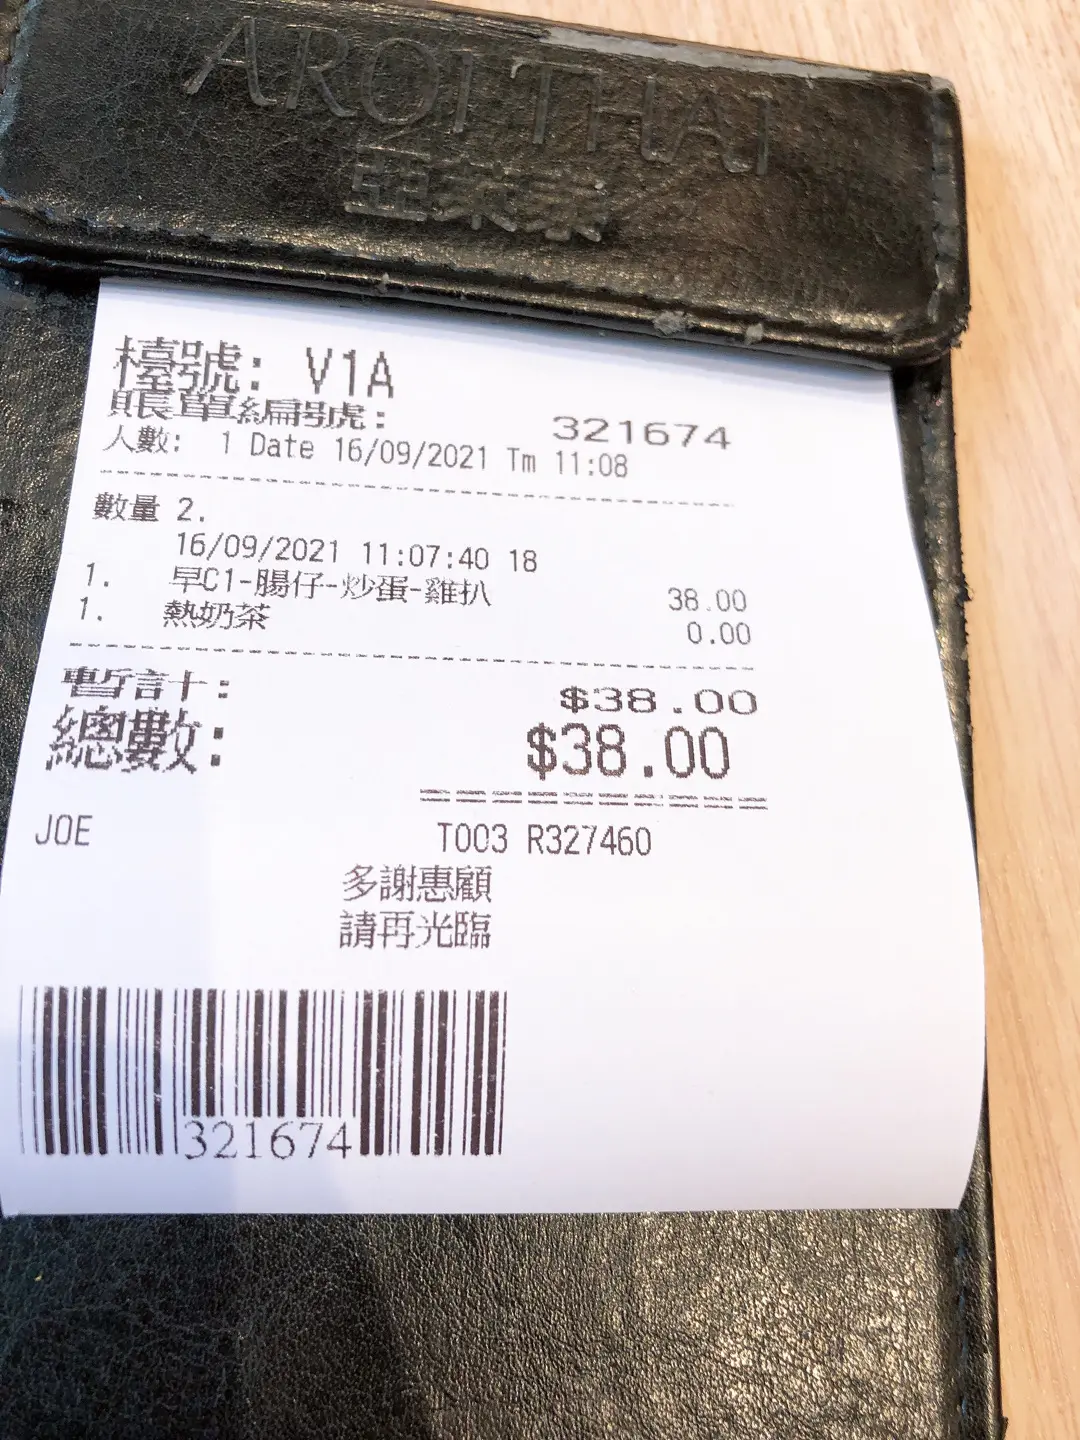 AROI THAI
亞萊泰
檯號: V1A
賬單編號: 321674
人數: 1 Date 16/09/2021 Tm 11:08
數量 2.
16/09/2021 11:07:40 18
1. 早C1-腸仔-炒蛋-雞扒 38.00
1. 熱奶茶 0.00
暫計: $38.00
總數: $38.00
JOE T003 R327460
多謝惠顧
請再光臨
321674